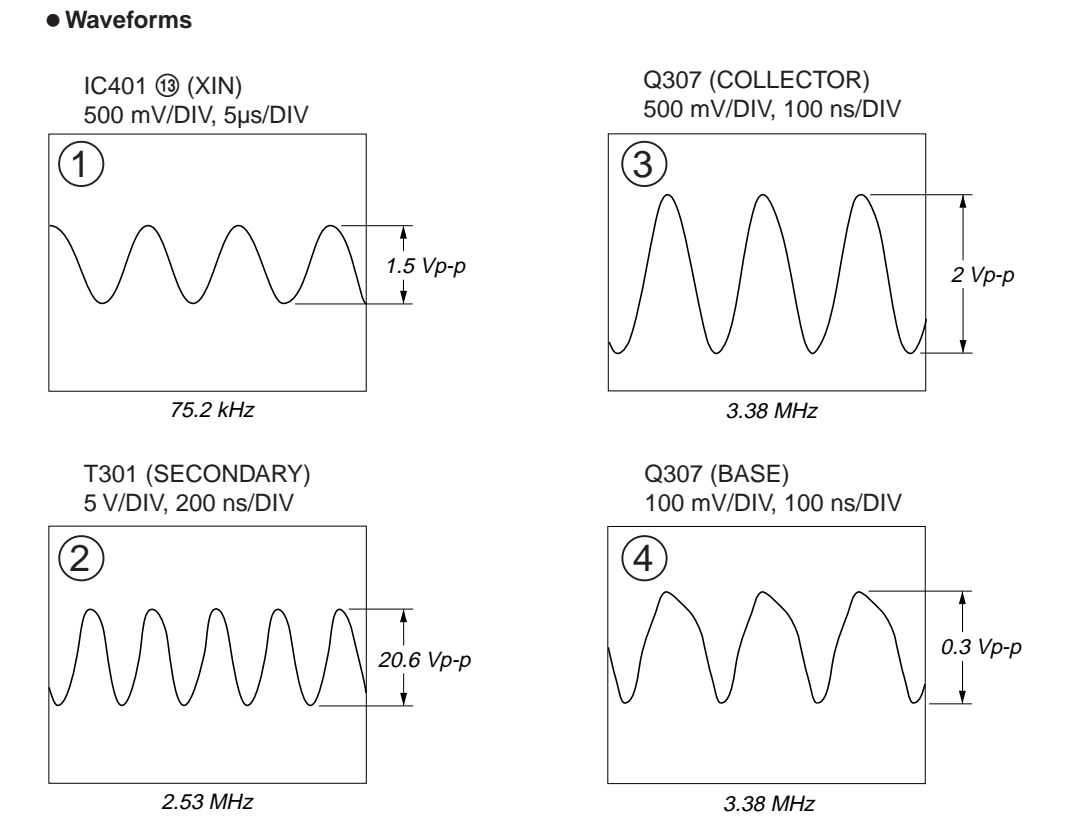 ● Waveforms
IC401 ⑬ (XIN)
500 mV/DIV, 5µs/DIV
①
1.5 Vp-p
75.2 kHz
T301 (SECONDARY)
5 V/DIV, 200 ns/DIV
②
20.6 Vp-p
2.53 MHz
Q307 (COLLECTOR)
500 mV/DIV, 100 ns/DIV
③
2 Vp-p
3.38 MHz
Q307 (BASE)
100 mV/DIV, 100 ns/DIV
④
0.3 Vp-p
3.38 MHz